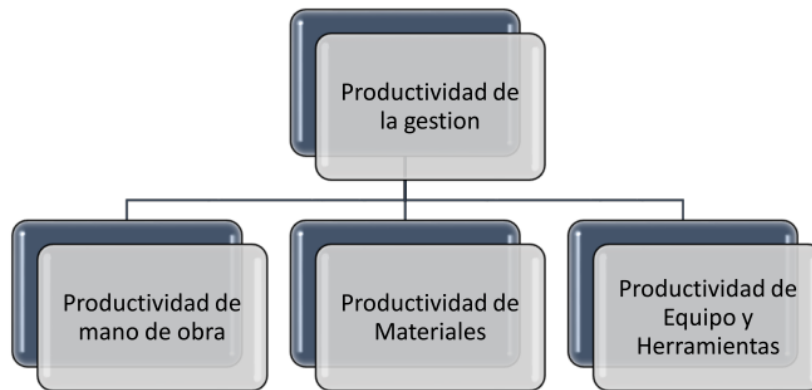 Productividad de
la gestion
Productividad de
mano de obra
Productividad de
Materiales
Productividad de
Equipo y
Herramientas